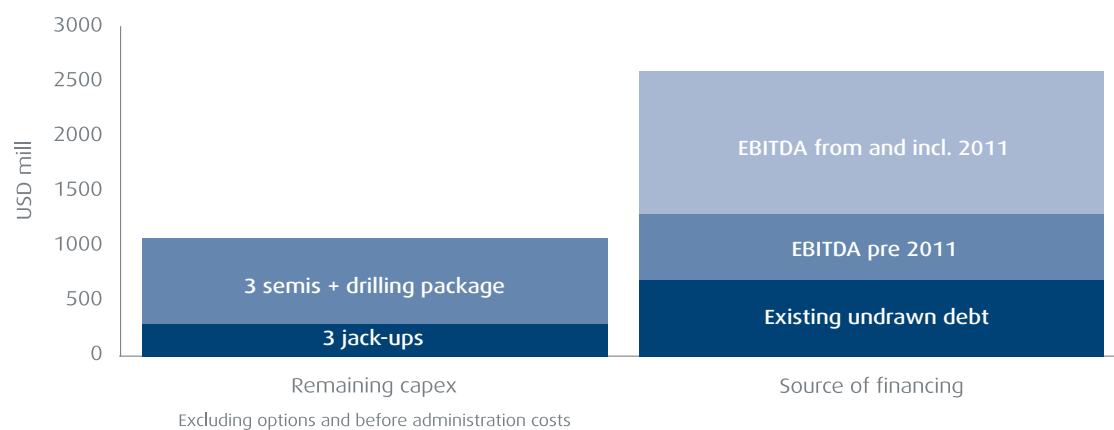 3000
2500
2000
1500
1000
500
0
USD mill
EBITDA from and incl. 2011
EBITDA pre 2011
3 semis + drilling package
Existing undrawn debt
3 jack-ups
Remaining capex
Source of financing
Excluding options and before administration costs